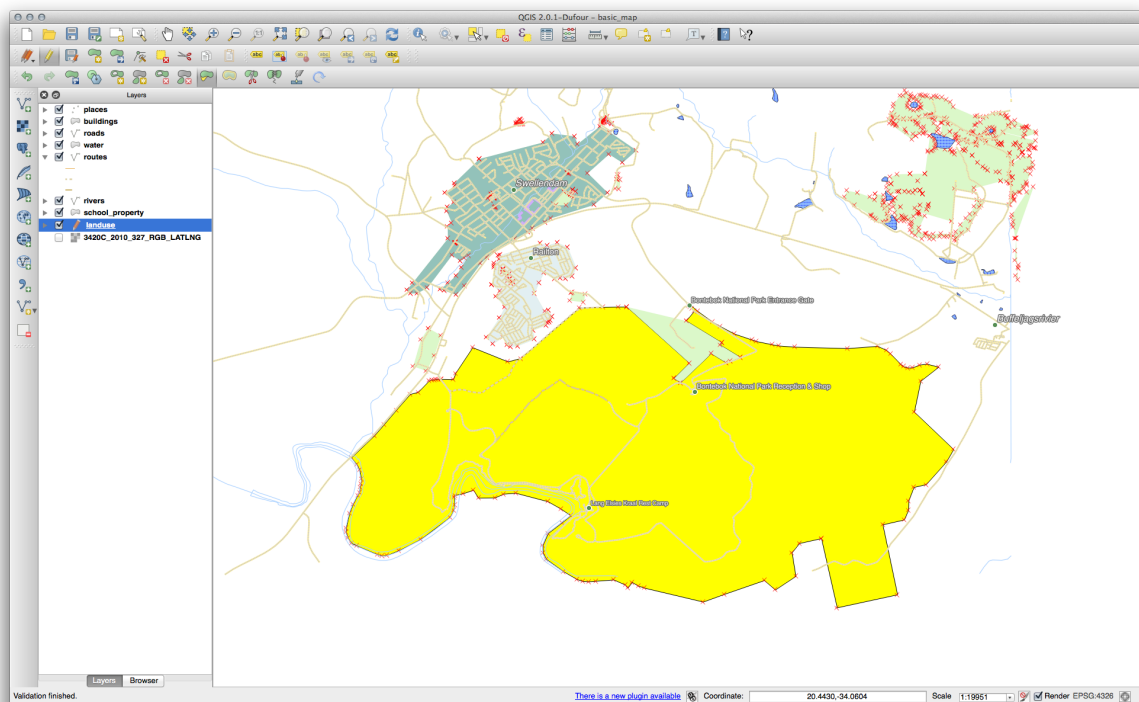 QGIS 2.0.1-Dufour - basic_map
Layers
places
buildings
roads
water
routes
rivers
school_property
landuse
3420C_2010_327_RGB_LATLNG
Swellendam
Railton
Bontebok National Park Entrance Gate
Buffeljagsrivier
Bontebok National Park Reception & Shop
Lang Elsies Kraal Rest Camp
Layers Browser
Validation finished.
There is a new plugin available
Coordinate:
20.4430,-34.0604
Scale
1:19951
Render
EPSG:4326